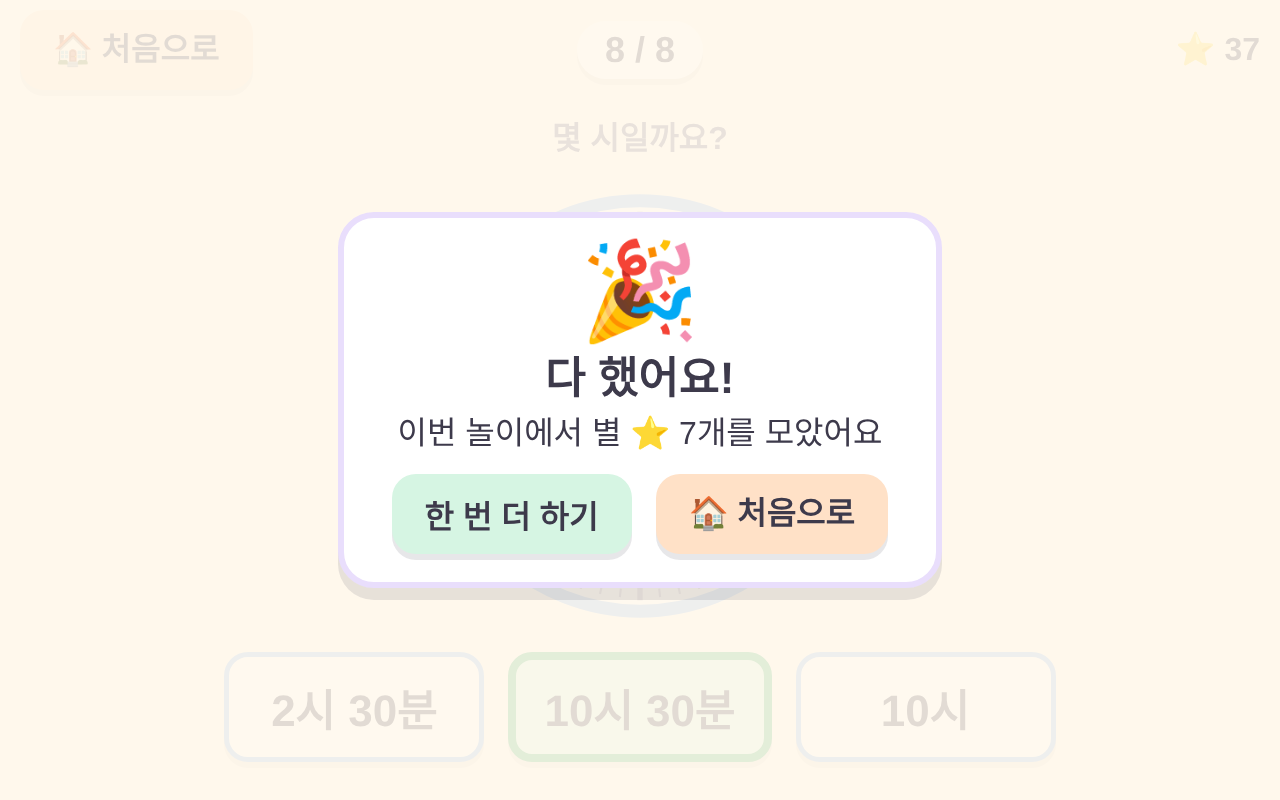 🏠 처음으로
8 / 8
⭐ 37
몇 시일까요?
다 했어요!
이번 놀이에서 별 ⭐ 7개를 모았어요
한 번 더 하기
🏠 처음으로
2시 30분
10시 30분
10시